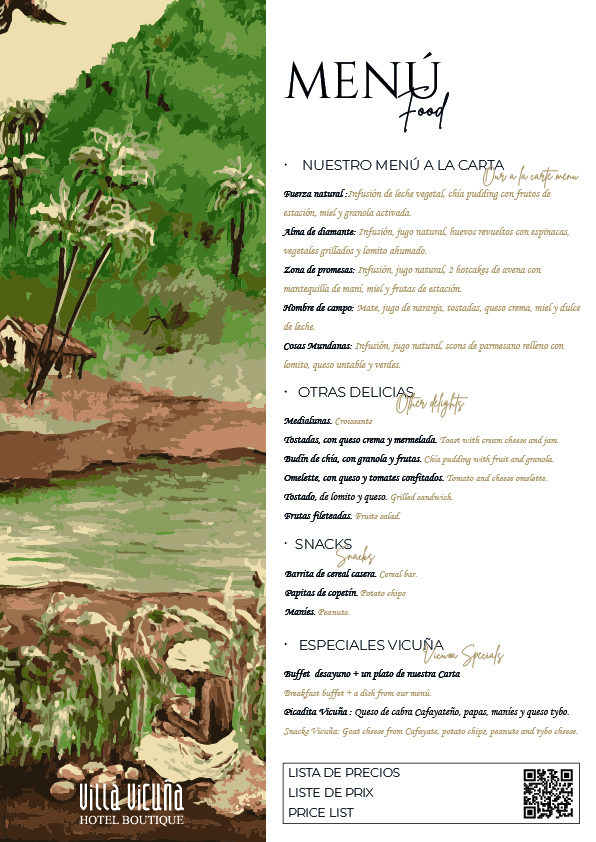 MENÚ
Food
· NUESTRO MENÚ A LA CARTA
Our a la carte menu
Fuerza natural : Infusión de leche vegetal, chía pudding con frutos de
estación, miel y granola activada.
Alma de diamante: Infusión, jugo natural, huevos revueltos con espinacas,
vegetales grillados y lomito ahumado.
Zona de promesas: Infusión, jugo natural, 2 hotcakes de avena con
mantequilla de maní, miel y frutas de estación.
Hombre de campo: Mate, jugo de naranja, tostadas, queso crema, miel y dulce
de leche.
Cosas Mundanas: Infusión, jugo natural, scons de parmesano relleno con
lomito, queso untable y verdes.
· OTRAS DELICIAS
Other delights
Medialunas. Croissante
Tostadas, con queso crema y mermelada. Toast with cream cheese and jam.
Budín de chía, con granola y frutas. Chía pudding with fruit and granola.
Omelette, con queso y tomates confitados. Tomato and cheese omelette.
Tostado, de lomito y queso. Grilled sandwich.
Frutas fileteadas. Fruits salad.
· SNACKS
Snacks
Barrita de cereal casera. Cereal bar.
Papitas de copetín. Potato chips
Maníes. Peanuts.
· ESPECIALES VICUÑA
Vicuna Specials
Buffet desayuno + un plato de nuestra Carta
Breakfast buffet + a dish from our menú.
Picadita Vicuña : Queso de cabra Cafayateño, papas, maníes y queso tybo.
Snacks Vicuña: Goat cheese from Cafayate, potato chips, peanuts and tybo cheese.
LISTA DE PRECIOS
LISTE DE PRIX
PRICE LIST
Villa Vicuña
HOTEL BOUTIQUE